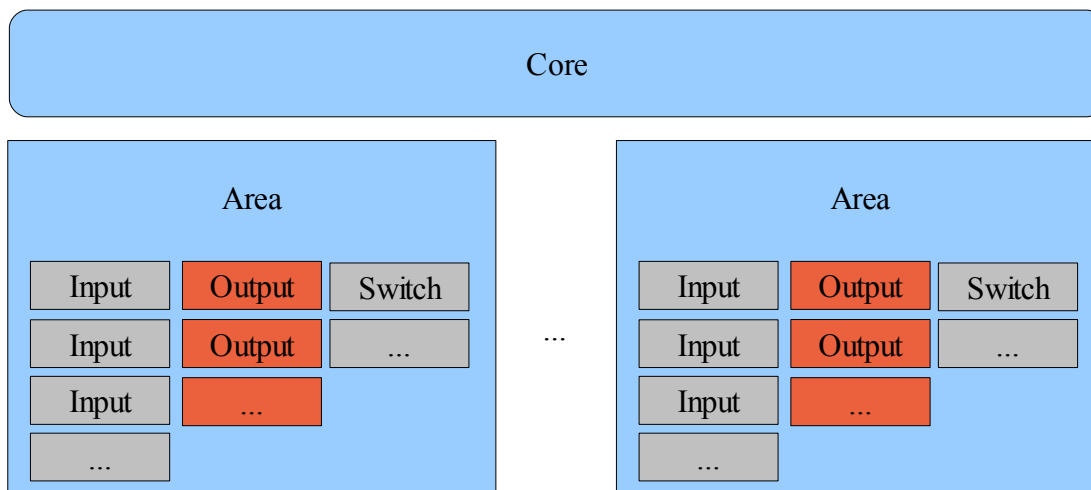 Core
Area
Input Output Switch
Input Output ...
Input ...
...
...
Area
Input Output Switch
Input Output ...
Input ...
...